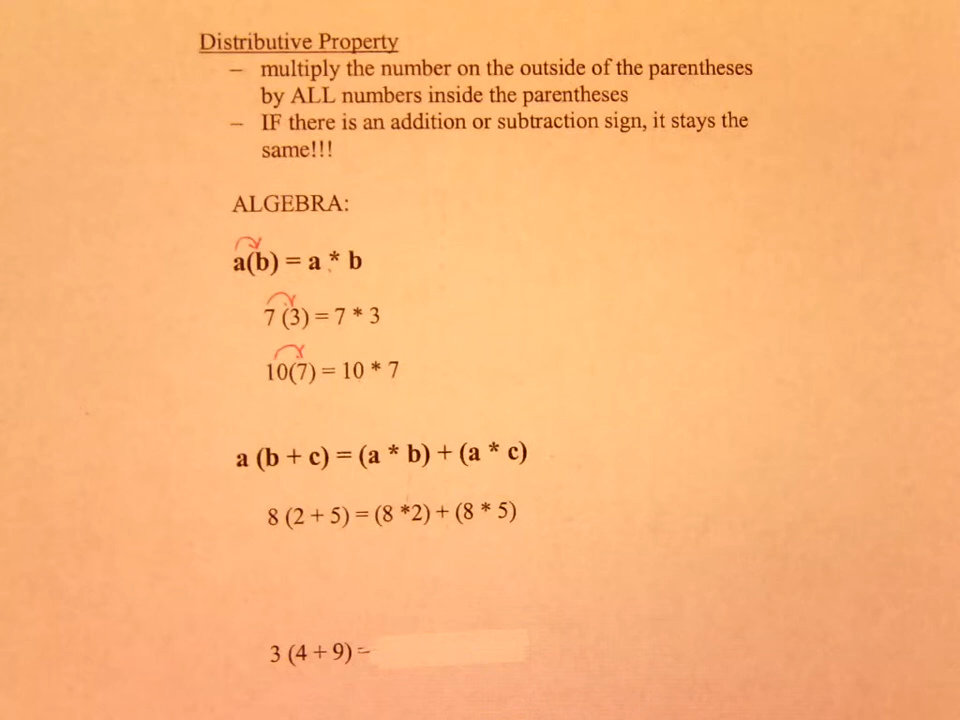 Distributive Property
– multiply the number on the outside of the parentheses
by ALL numbers inside the parentheses
– IF there is an addition or subtraction sign, it stays the
same!!!
ALGEBRA:
a(b) = a * b
7 (3) = 7 * 3
10(7) = 10 * 7
a (b + c) = (a * b) + (a * c)
8 (2 + 5) = (8 *2) + (8 * 5)
3 (4 + 9) =